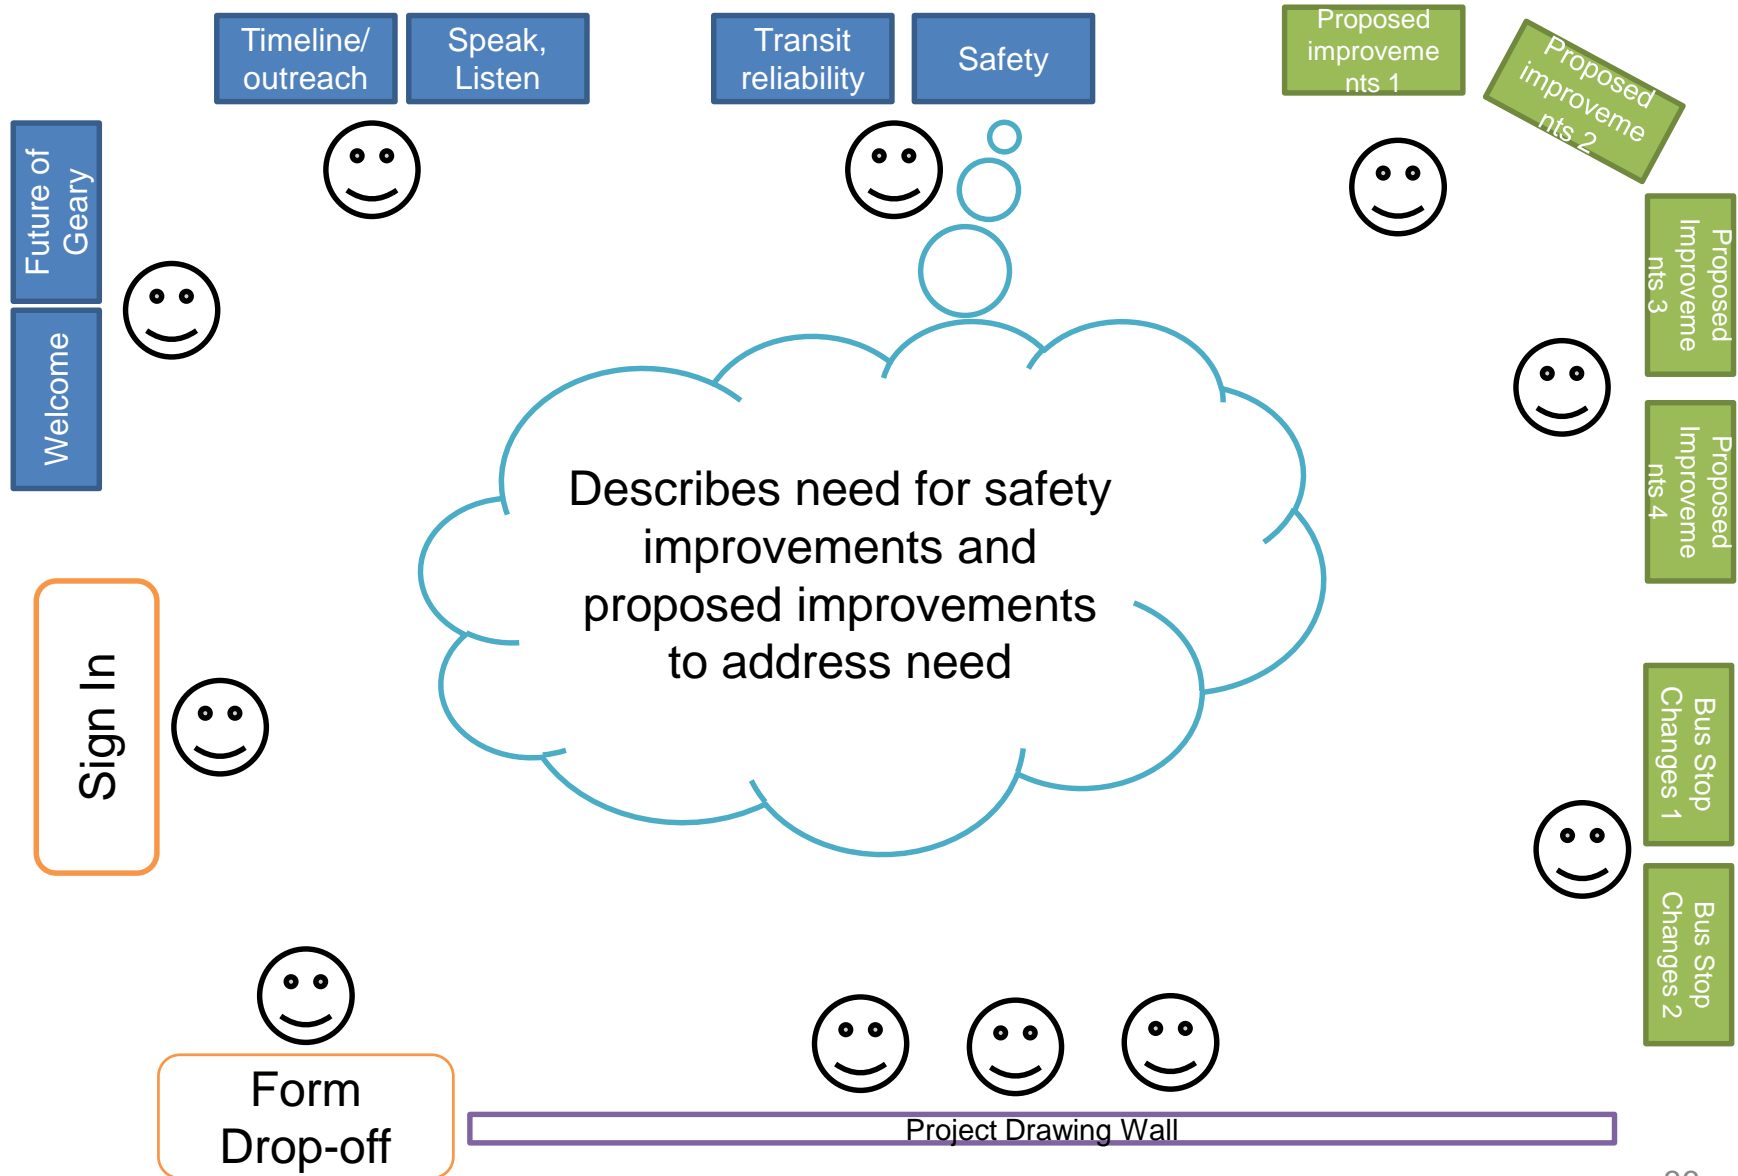 Timeline/
outreach
Speak,
Listen
Transit
reliability
Safety
Proposed
improveme
nts 1
Proposed
improveme
nts 2
Future of
Geary
Welcome
Proposed
Improveme
nts 3
Proposed
Improveme
nts 4
Describes need for safety
improvements and
proposed improvements
to address need
Sign In
Bus Stop
Changes 1
Bus Stop
Changes 2
Form
Drop-off
Project Drawing Wall